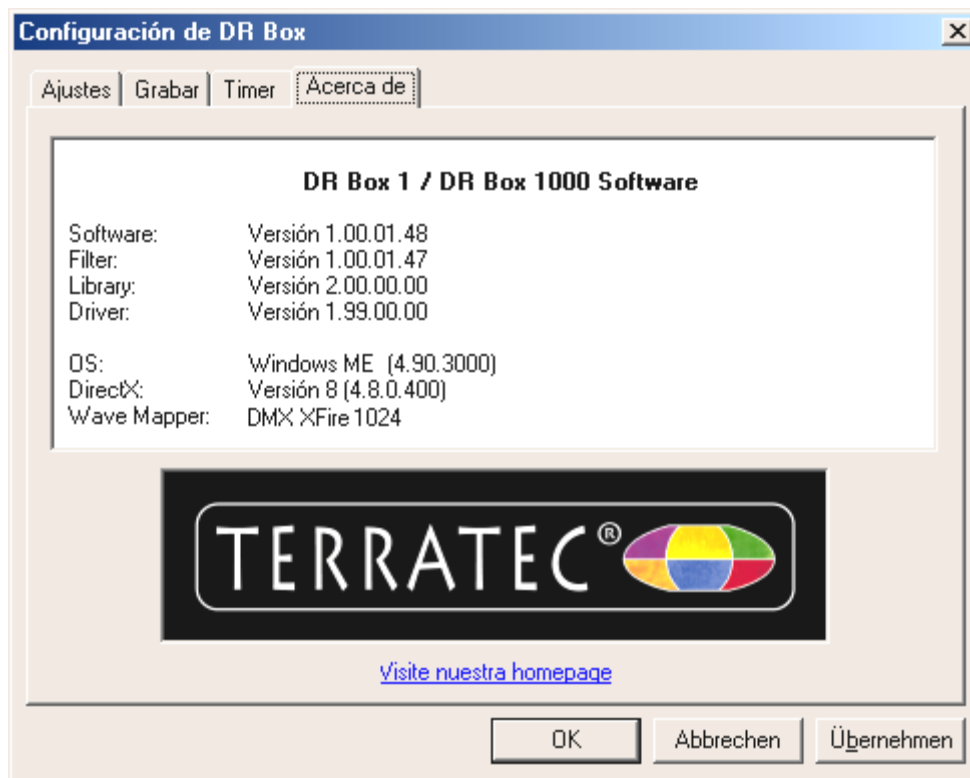 Configuración de DR Box
Ajustes Grabar Timer Acerca de
DR Box 1 / DR Box 1000 Software
Software: Versión 1.00.01.48
Filter: Versión 1.00.01.47
Library: Versión 2.00.00.00
Driver: Versión 1.99.00.00
OS: Windows ME (4.90.3000)
DirectX: Versión 8 (4.8.0.400)
Wave Mapper: DMX XFire 1024
TERRATEC®
Visite nuestra homepage
OK Abbrechen Übernehmen